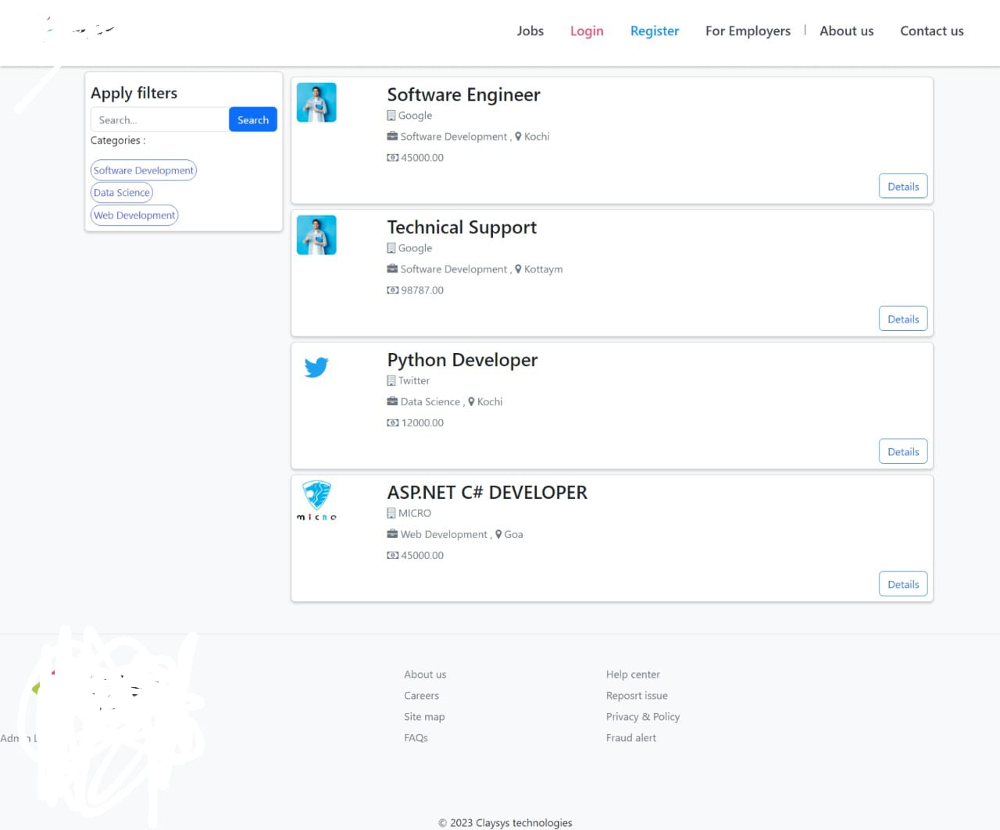 Jobs Login Register For Employers | About us Contact us
Apply filters
Search...
Search
Categories :
Software Development
Data Science
Web Development
Software Engineer
Google
Software Development , Kochi
45000.00
Details
Technical Support
Google
Software Development , Kottaym
98787.00
Details
Python Developer
Twitter
Data Science , Kochi
12000.00
Details
micro
ASP.NET C# DEVELOPER
MICRO
Web Development , Goa
45000.00
Details
Admin
About us
Careers
Site map
FAQs
Help center
Reposrt issue
Privacy & Policy
Fraud alert
© 2023 Claysys technologies